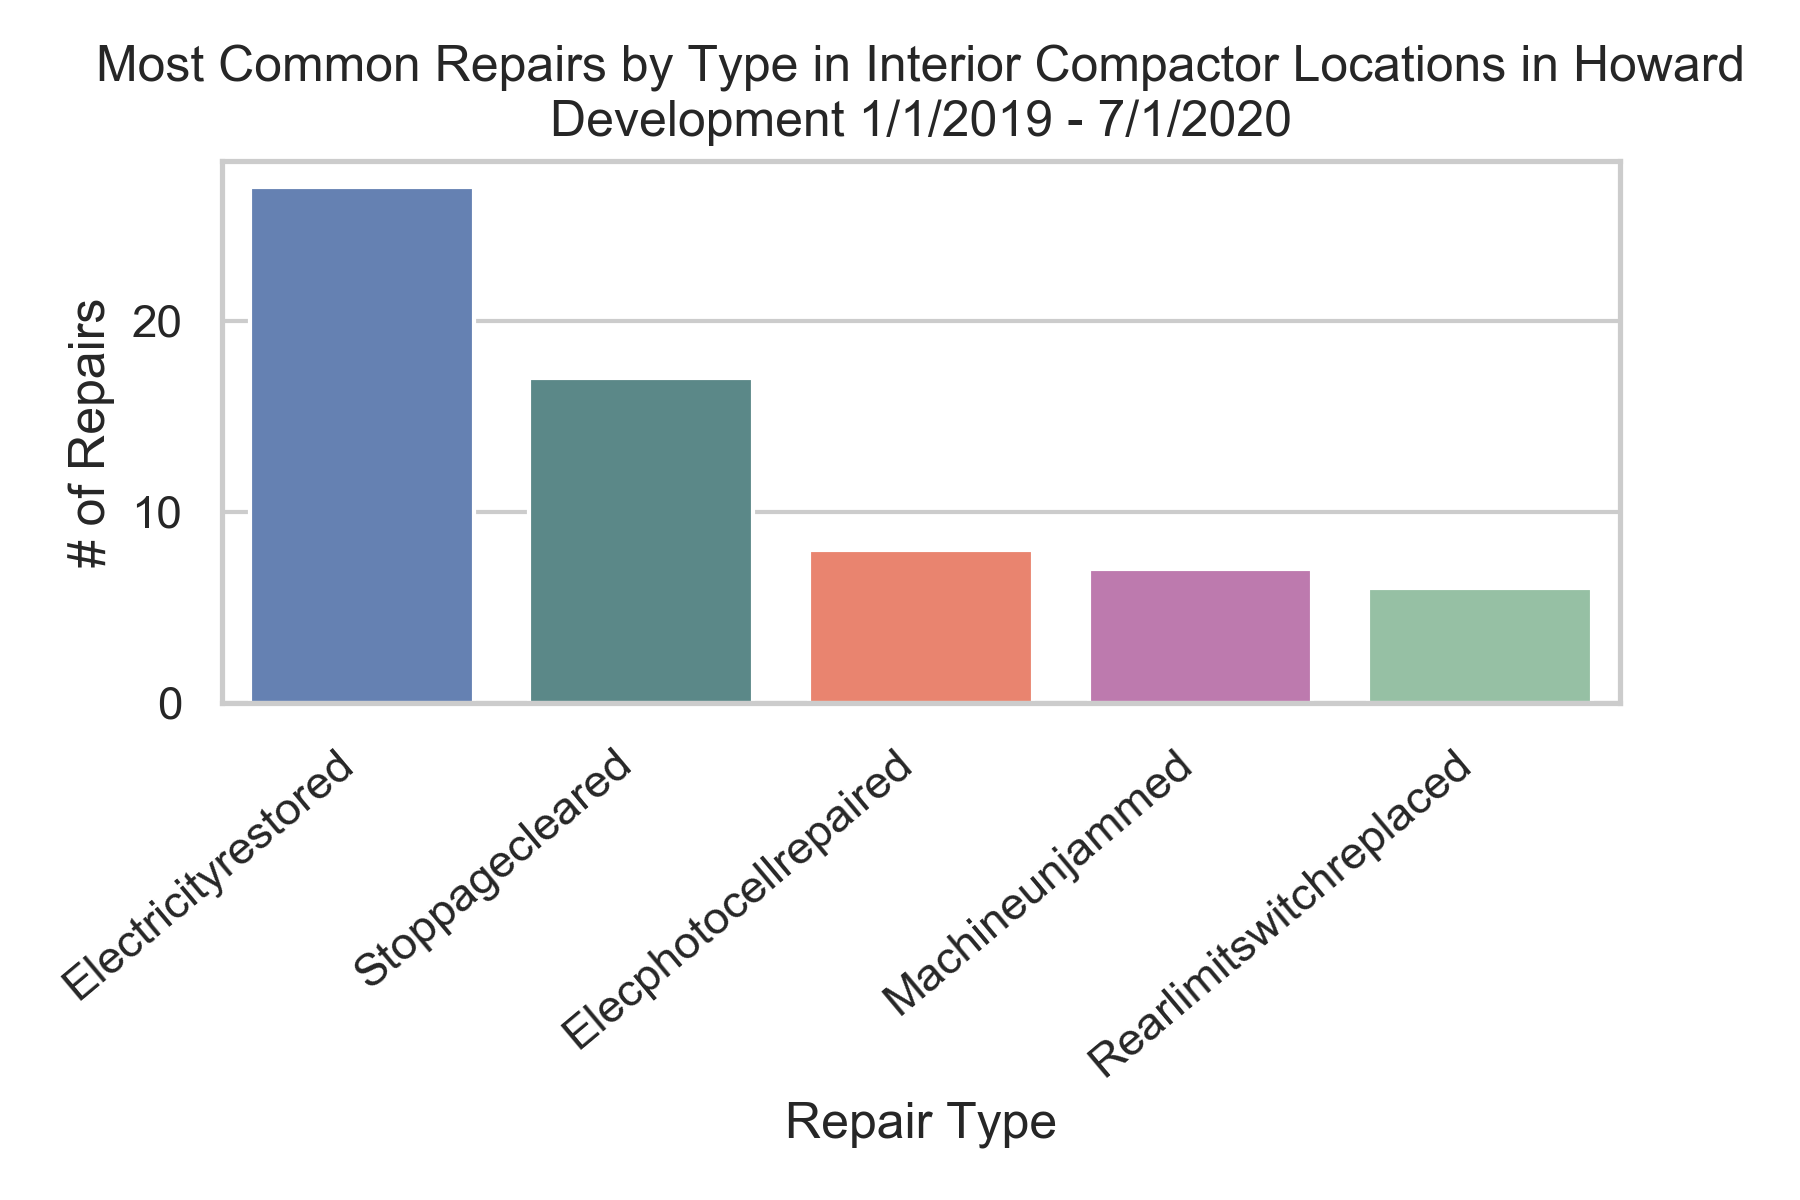 Most Common Repairs by Type in Interior Compactor Locations in Howard
Development 1/1/2019 - 7/1/2020
# of Repairs
20
10
0
Electricityrestored
Stoppagecleared
Elecphotocellrepaired
Machineunjammed
Rearlimitswitchreplaced
Repair Type